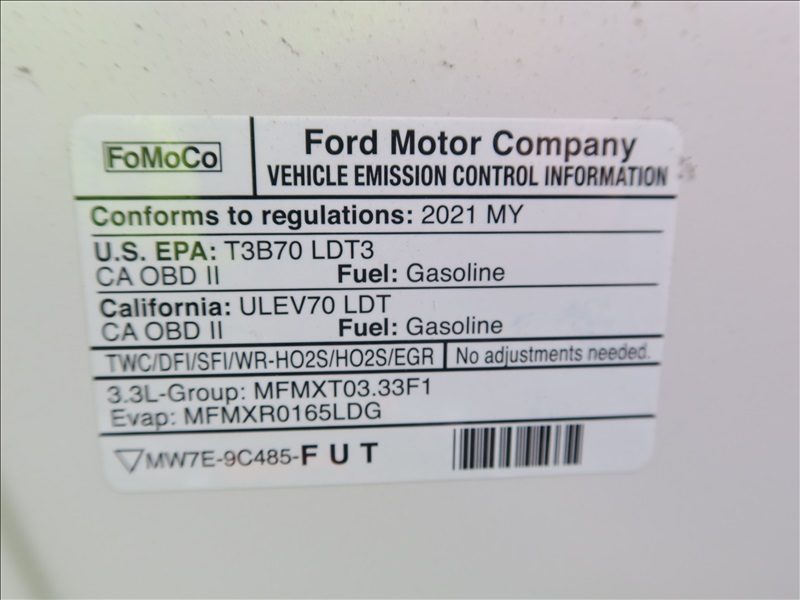 FoMoCo
Ford Motor Company
VEHICLE EMISSION CONTROL INFORMATION
Conforms to regulations: 2021 MY
U.S. EPA: T3B70 LDT3
CA OBD II Fuel: Gasoline
California: ULEV70 LDT
CA OBD II Fuel: Gasoline
TWC/DFI/SFI/WR-HO2S/HO2S/EGR No adjustments needed.
3.3L-Group: MFMXT03.33F1
Evap: MFMXR0165LDG
MW7E-9C485-F U T